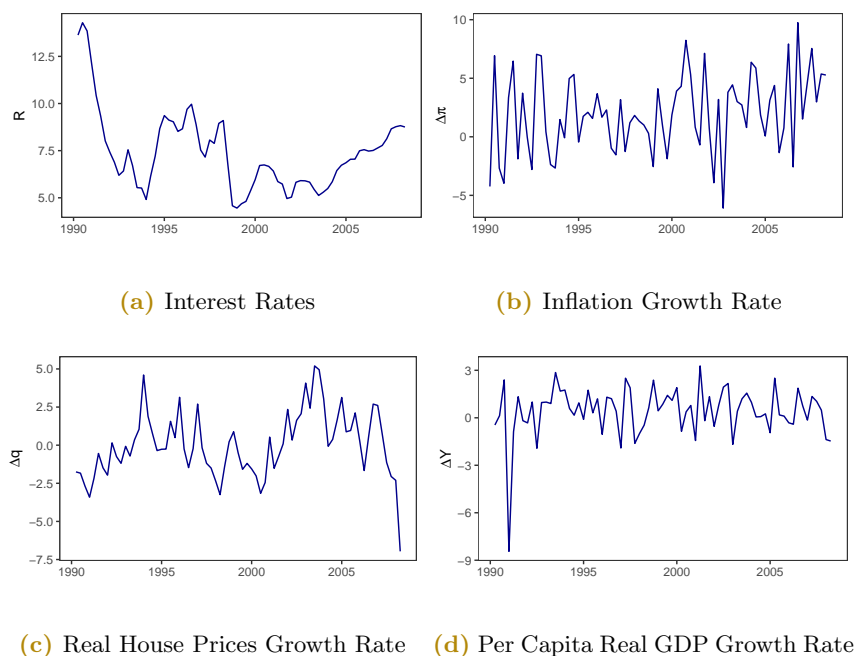 12.5
10.0
7.5
5.0
R
1990 1995 2000 2005
(a) Interest Rates
10
5
0
−5
Δπ
1990 1995 2000 2005
(b) Inflation Growth Rate
5.0
2.5
0.0
−2.5
−5.0
−7.5
Δq
1990 1995 2000 2005
(c) Real House Prices Growth Rate
3
0
−3
−6
−9
ΔY
1990 1995 2000 2005
(d) Per Capita Real GDP Growth Rate